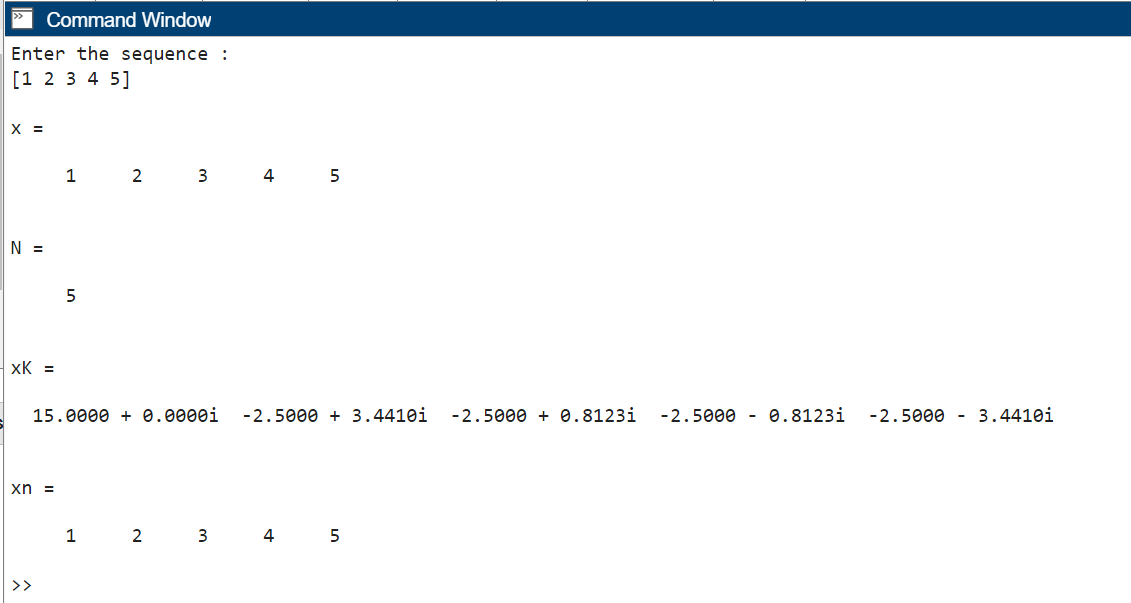 Command Window
Enter the sequence :
[1 2 3 4 5]
x =
1 2 3 4 5
N =
5
xK =
15.0000 + 0.0000i -2.5000 + 3.4410i -2.5000 + 0.8123i -2.5000 - 0.8123i -2.5000 - 3.4410i
xn =
1 2 3 4 5
>>